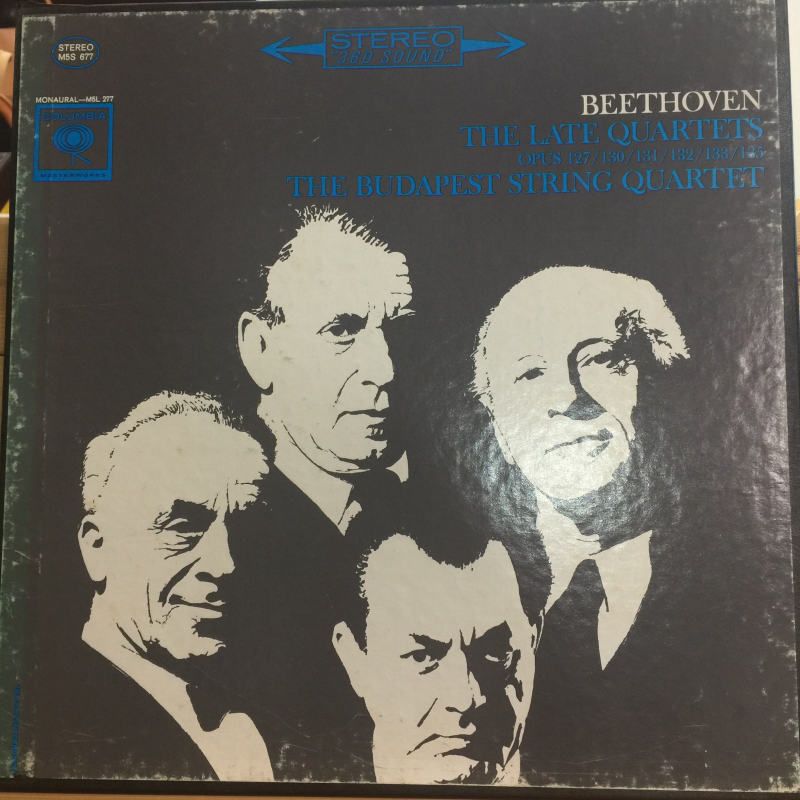 STEREO
M5S 677
STEREO
"360 SOUND"
MONAURAL—M5L 277
COLUMBIA
MASTERWORKS
BEETHOVEN
THE LATE QUARTETS
OPUS 127/130/131/132/133/135
THE BUDAPEST STRING QUARTET